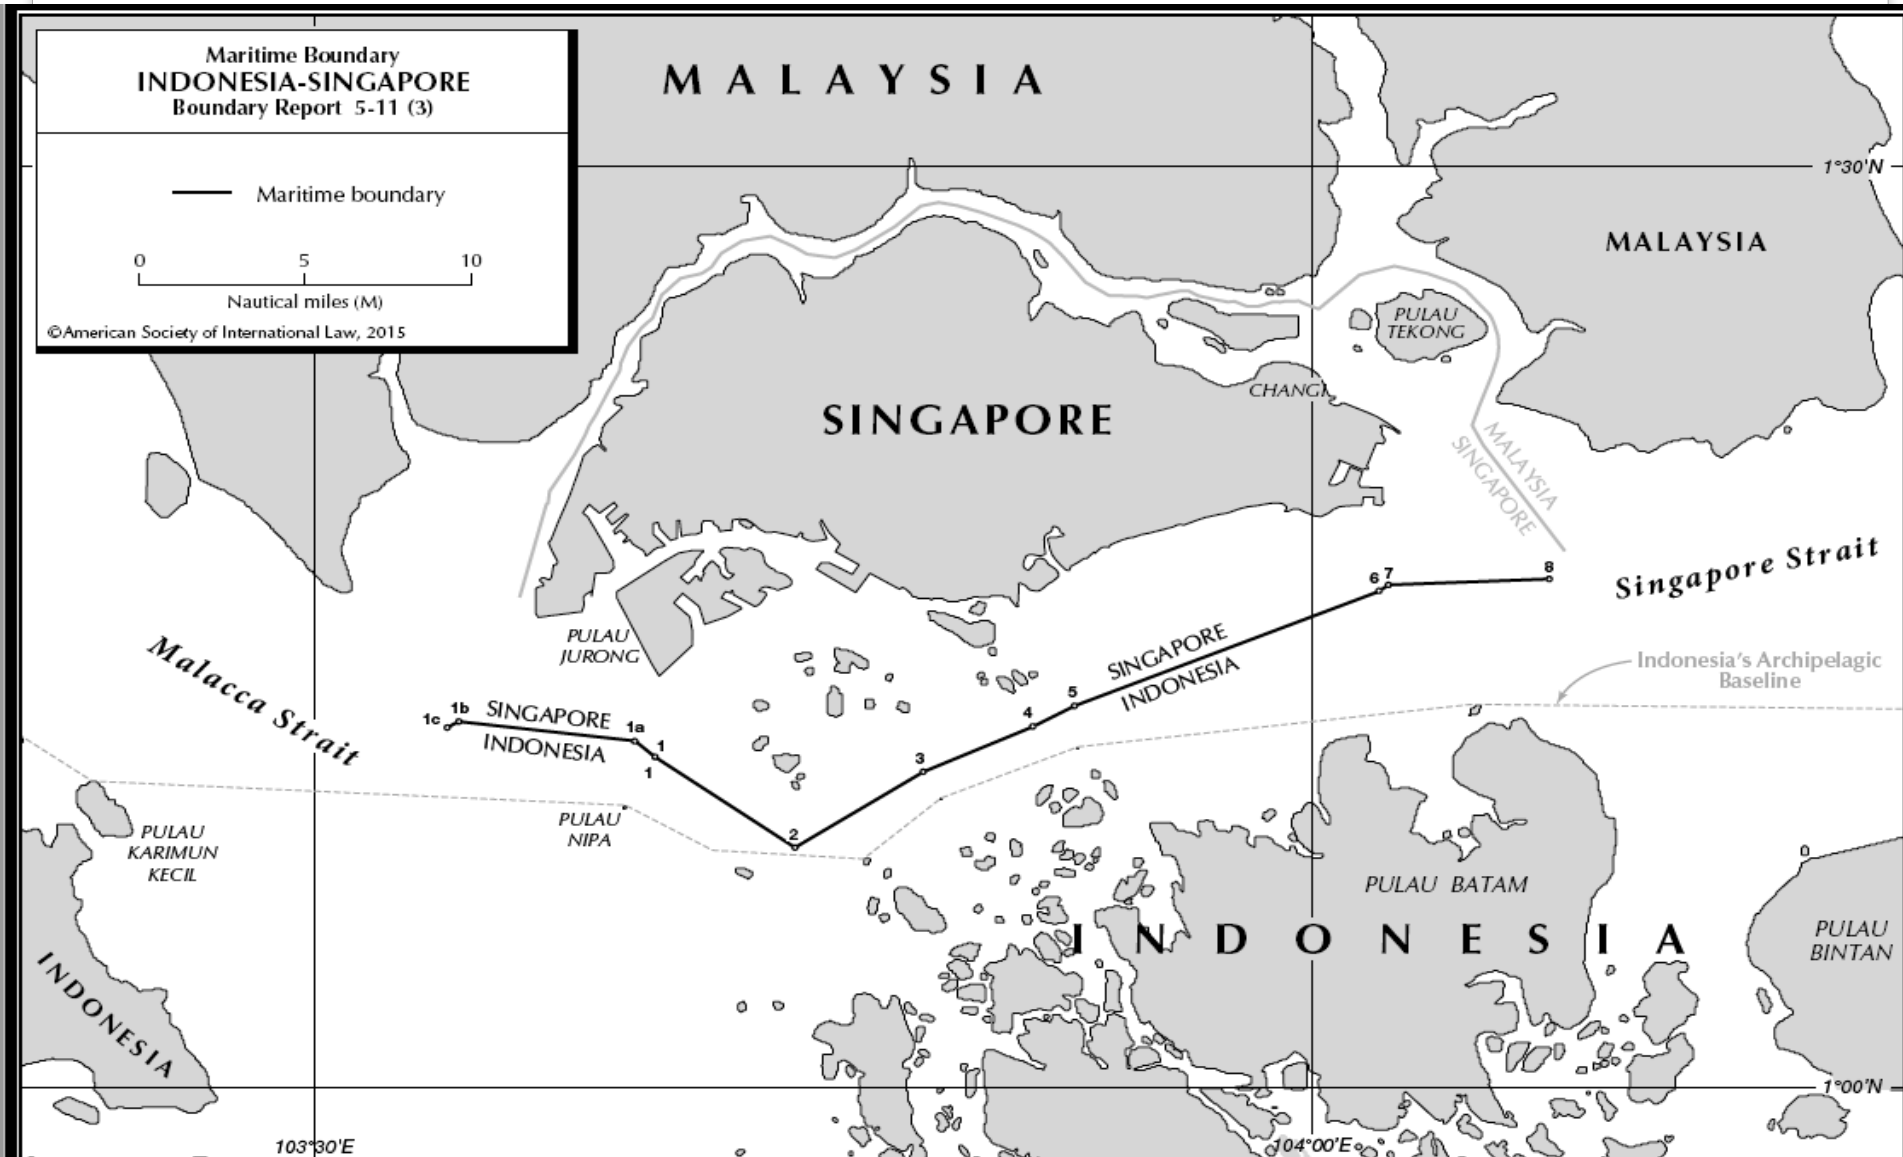 Maritime Boundary
INDONESIA-SINGAPORE
Boundary Report 5-11 (3)
Maritime boundary
0 5 10
Nautical miles (M)
©American Society of International Law, 2015
MALAYSIA
1°30'N
MALAYSIA
PULAU
TEKONG
CHANGI
SINGAPORE
MALAYSIA
SINGAPORE
Singapore Strait
6 7 8
PULAU
JURONG
Malacca Strait
SINGAPORE
INDONESIA
Indonesia's Archipelagic
Baseline
5
4
1c 1b
SINGAPORE
INDONESIA
1a
1
1
3
2
PULAU
NIPA
PULAU
KARIMUN
KECIL
PULAU BATAM
INDONESIA
PULAU
BINTAN
INDONESIA
1°00'N
103°30'E
104°00'E